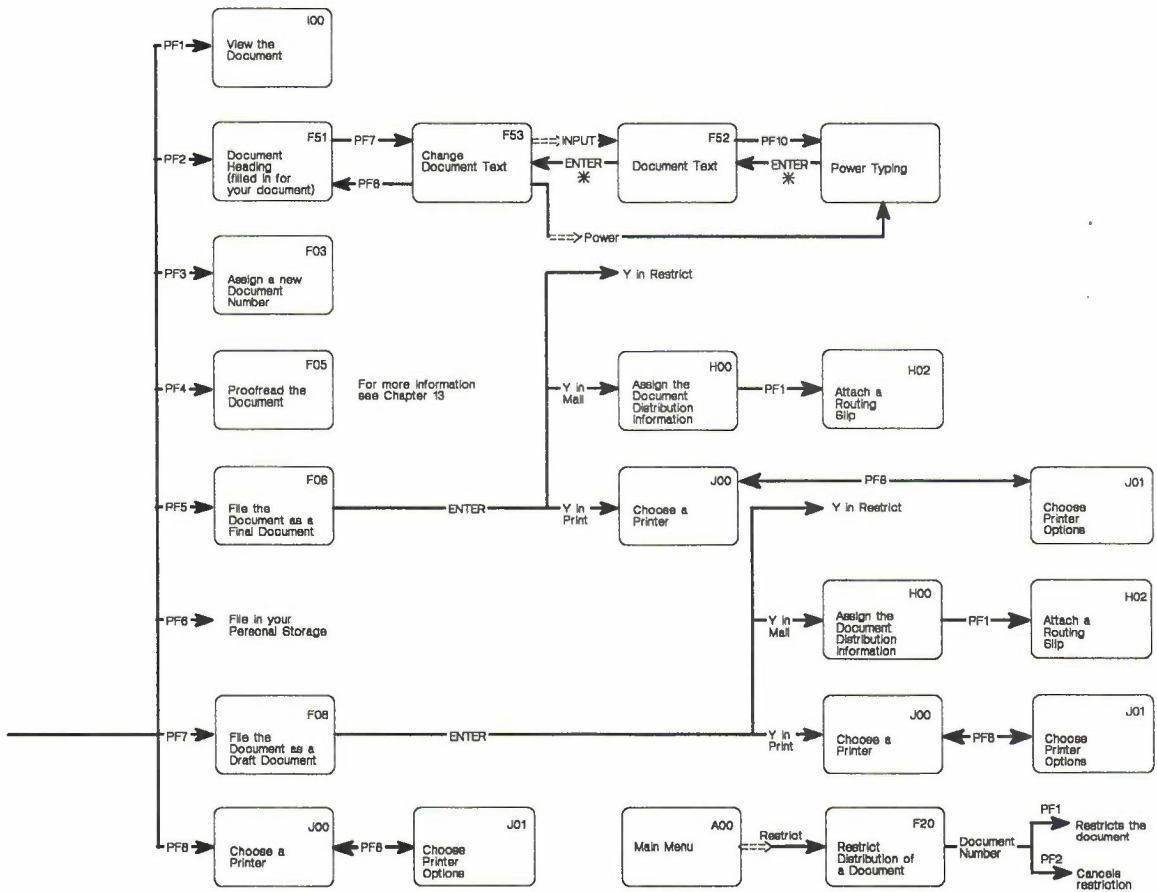 I00
PF1
View the
Document
F51
PF7
F53
INPUT
F52
PF10
PF2
Document
Heading
(filled in for
your document)
Change
Document Text
ENTER
*
Document Text
ENTER
*
Power Typing
PF6
Power
F03
PF3
Assign a new
Document
Number
Y in Restrict
F05
PF4
Proofread the
Document
For more information
see Chapter 13
Y in
Mail
H00
Assign the
Document
Distribution
Information
PF1
H02
Attach a
Routing
Slip
F06
PF5
File the
Document as a
Final Document
ENTER
Y in
Print
J00
Choose a
Printer
PF8
J01
Choose
Printer
Options
Y in Restrict
PF6
File in your
Personal Storage
Y in
Mail
H00
Assign the
Document
Distribution
Information
PF1
H02
Attach a
Routing
Slip
F08
PF7
File the
Document as a
Draft Document
ENTER
Y in
Print
J00
Choose a
Printer
PF8
J01
Choose
Printer
Options
J00
PF8
Choose a
Printer
PF8
J01
Choose
Printer
Options
A00
Main Menu
Restrict
F20
Restrict
Distribution of
a Document
Document
Number
PF1
Restricts the
document
PF2
Cancels
restriction